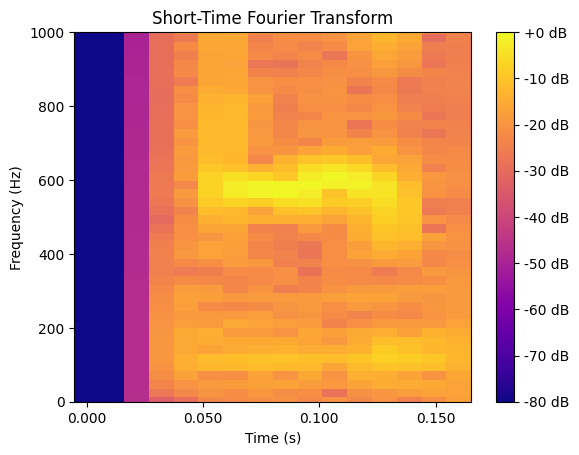 Short-Time Fourier Transform
1000
800
600
400
200
0
Frequency (Hz)
0.000
0.050
0.100
0.150
Time (s)
+0 dB
-10 dB
-20 dB
-30 dB
-40 dB
-50 dB
-60 dB
-70 dB
-80 dB